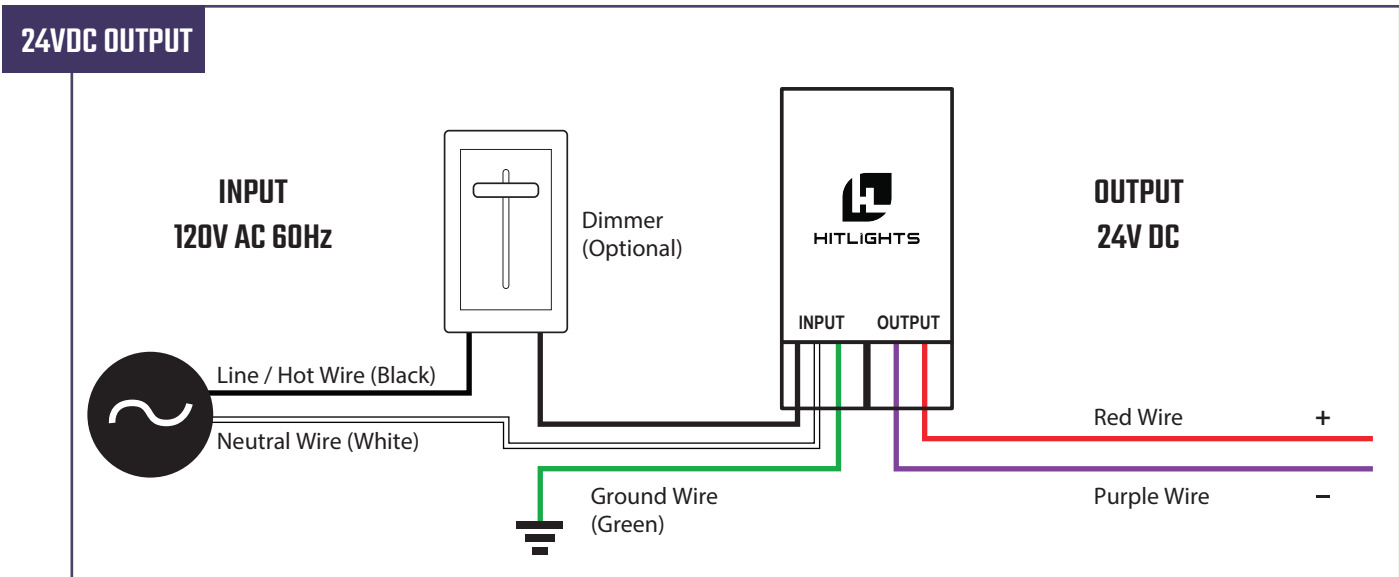 24VDC OUTPUT
INPUT
120V AC 60Hz
Dimmer
(Optional)
HITLIGHTS
INPUT OUTPUT
OUTPUT
24V DC
Line / Hot Wire (Black)
Neutral Wire (White)
Ground Wire
(Green)
Red Wire +
Purple Wire –